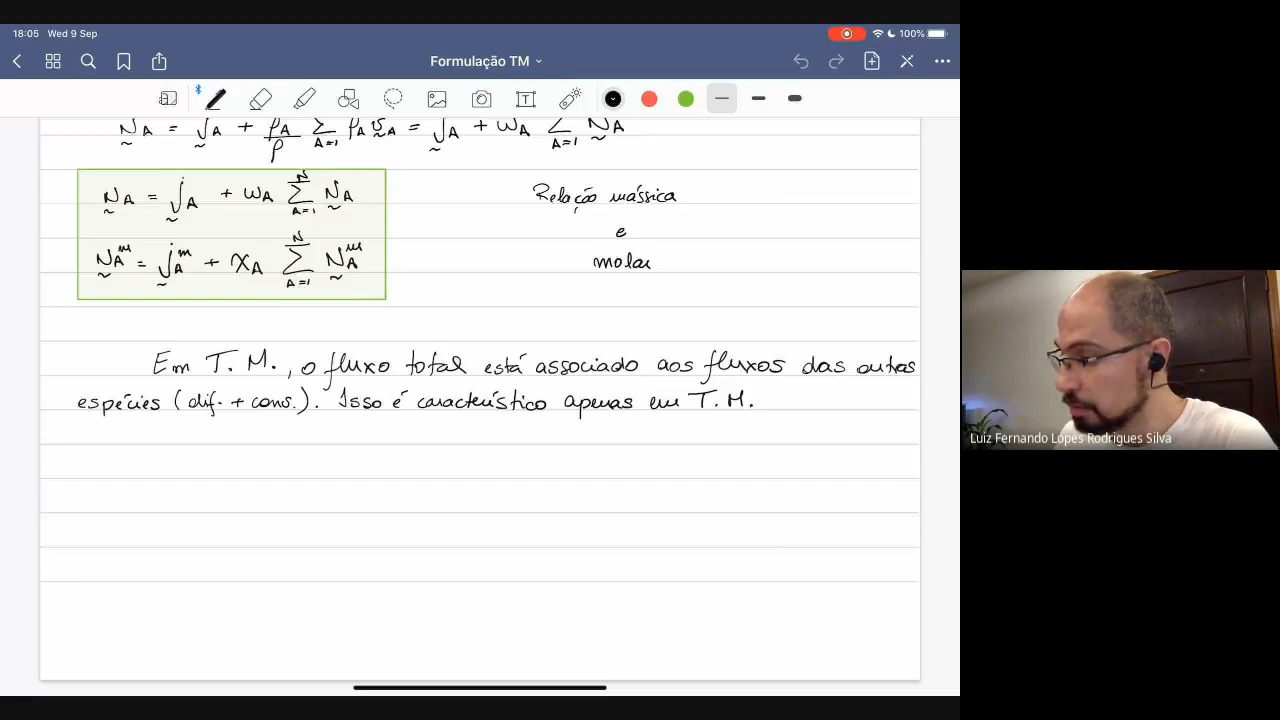 18:05 Wed 9 Sep 100%
Formulação TM
N_A = j_A + ρ_A/ρ Σ_{A=1} ρ_A v_A = j_A + ω_A Σ_{A=1} N_A
N_A = j_A + ω_A Σ_{A=1}^{N} N_A
Relação mássica
e
N_A^m = j_A^m + χ_A Σ_{A=1}^{N} N_A^m
molar
Em T. M., o fluxo total está associado aos fluxos das outras
espécies (dif. + conv.). Isso é característico apenas em T. M.
Luiz Fernando Lopes Rodrigues Silva